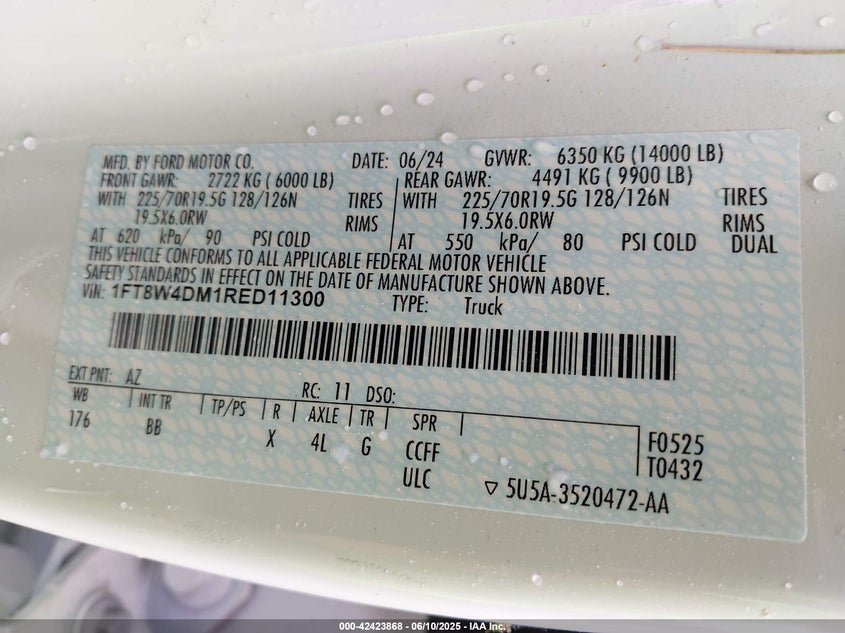 MFD. BY FORD MOTOR CO. DATE: 06/24 GVWR: 6350 KG (14000 LB)
FRONT GAWR: 2722 KG ( 6000 LB) REAR GAWR: 4491 KG ( 9900 LB)
WITH 225/70R19.5G 128/126N TIRES WITH 225/70R19.5G 128/126N TIRES
19.5X6.0RW RIMS 19.5X6.0RW RIMS
AT 620 kPa/ 90 PSI COLD AT 550 kPa/ 80 PSI COLD DUAL
THIS VEHICLE CONFORMS TO ALL APPLICABLE FEDERAL MOTOR VEHICLE
SAFETY STANDARDS IN EFFECT ON THE DATE OF MANUFACTURE SHOWN ABOVE.
VIN: 1FT8W4DM1RED11300 TYPE: Truck
EXT PNT: AZ RC: 11 DSO:
WB INT TR TP/PS R AXLE TR SPR
176 BB X 4L G CCFF F0525
ULC T0432
▽ 5U5A-3520472-AA
000-42423868 - 06/10/2025 - IAA Inc.